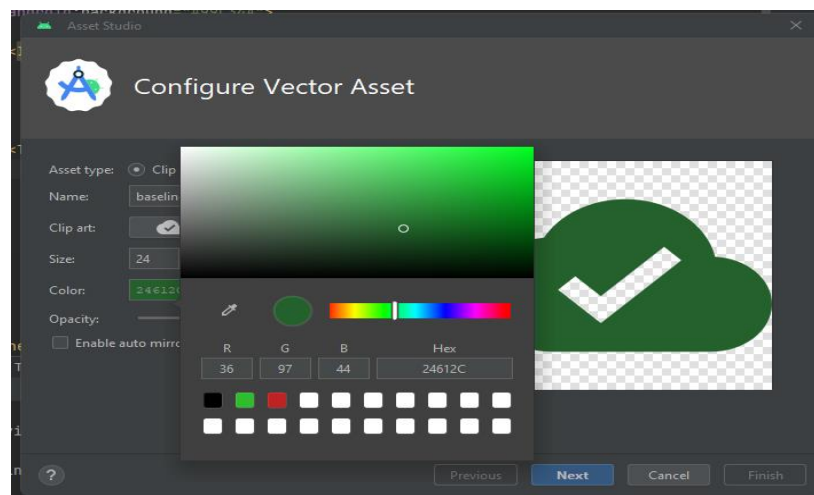 Asset Studio
Configure Vector Asset
Asset type: Clip
Name: baselin
Clip art:
Size: 24
Color: 24612C
Opacity:
Enable auto mirro
R G B Hex
36 97 44 24612C
? Previous Next Cancel Finish